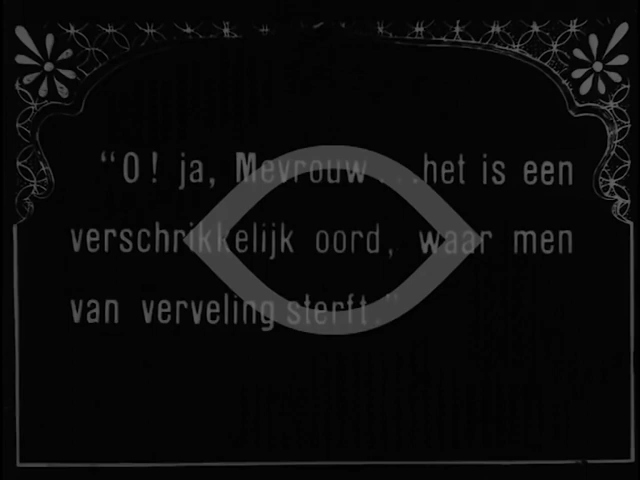 "O! ja, Mevrouw...het is een
verschrikkelijk oord, waar men
van verveling sterft."